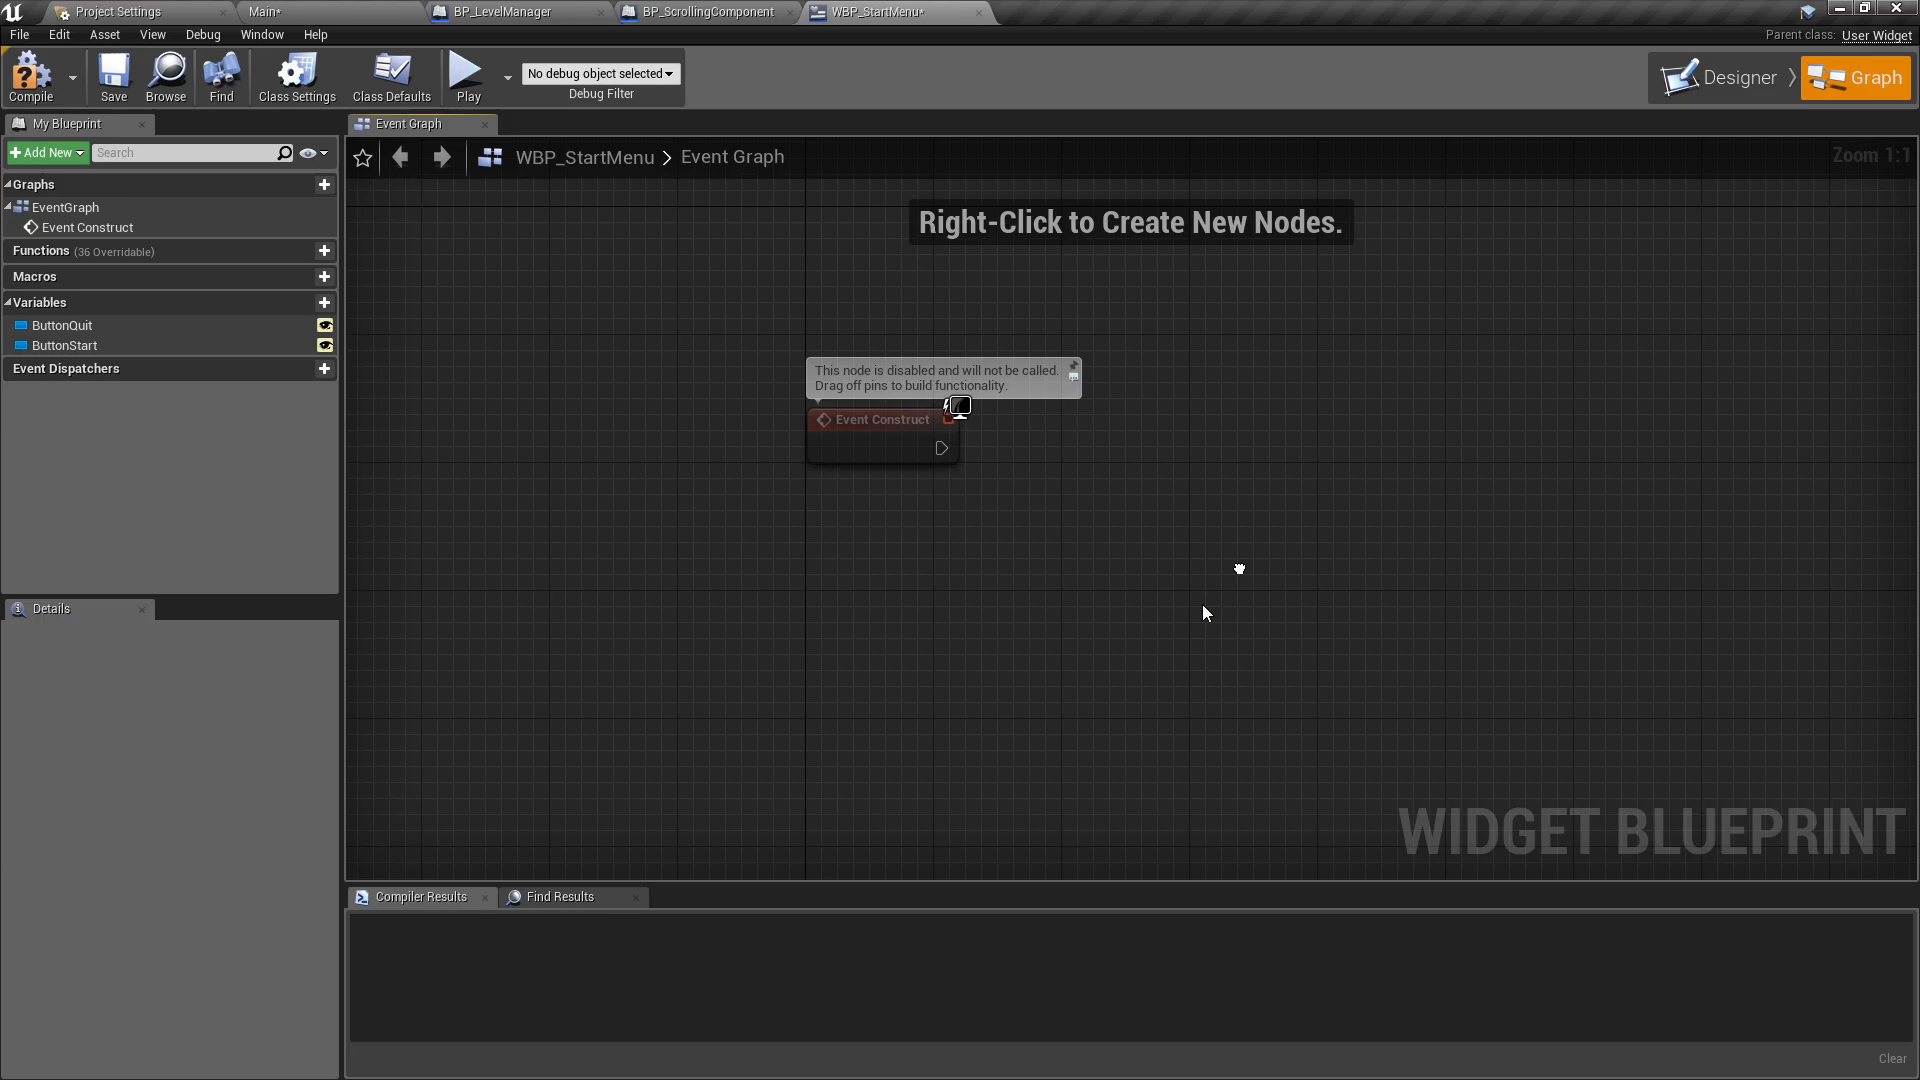 Project Settings
Main*
BP_LevelManager
BP_ScrollingComponent
WBP_StartMenu*
File
Edit
Asset
View
Debug
Window
Help
Parent class: User Widget
Compile
Save
Browse
Find
Class Settings
Class Defaults
Play
No debug object selected
Debug Filter
Designer
Graph
My Blueprint
Event Graph
Add New
Search
WBP_StartMenu > Event Graph
Zoom 1:1
Graphs
EventGraph
Event Construct
Functions (36 Overridable)
Macros
Variables
ButtonQuit
ButtonStart
Event Dispatchers
Right-Click to Create New Nodes.
This node is disabled and will not be called.
Drag off pins to build functionality.
Event Construct
Details
WIDGET BLUEPRINT
Compiler Results
Find Results
Clear